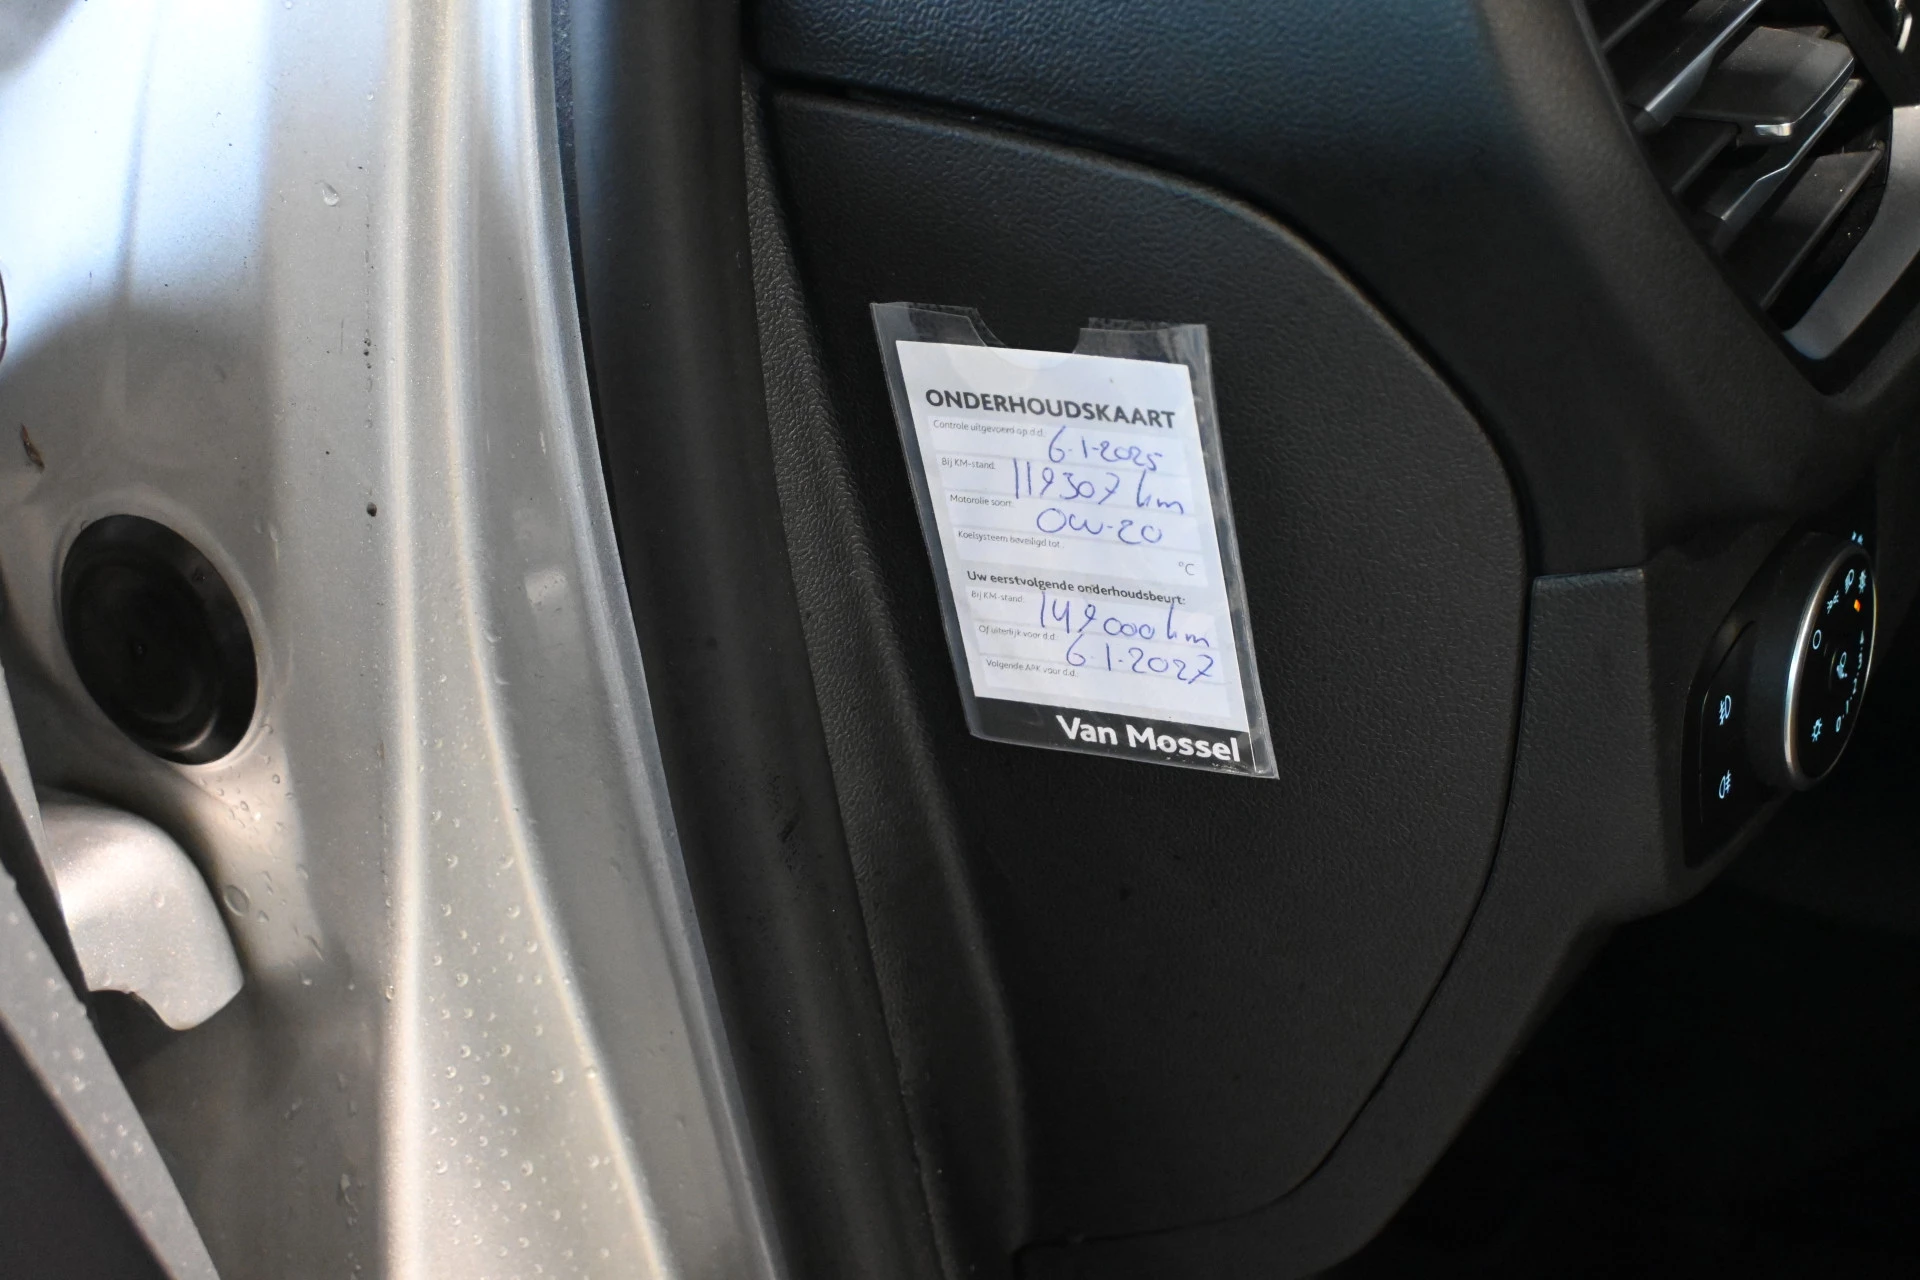 ONDERHOUDSKAART
Controle uitgevoerd op d.d. 6-1-2025
Bij KM-stand: 119307 km
Motorolie soort: 0W-20
Koelsysteem beveiligd tot °C
Uw eerstvolgende onderhoudsbeurt:
Bij KM-stand: 149000 km
Of uiterlijk voor d.d. 6-1-2027
Volgende APK voor d.d.
Van Mossel